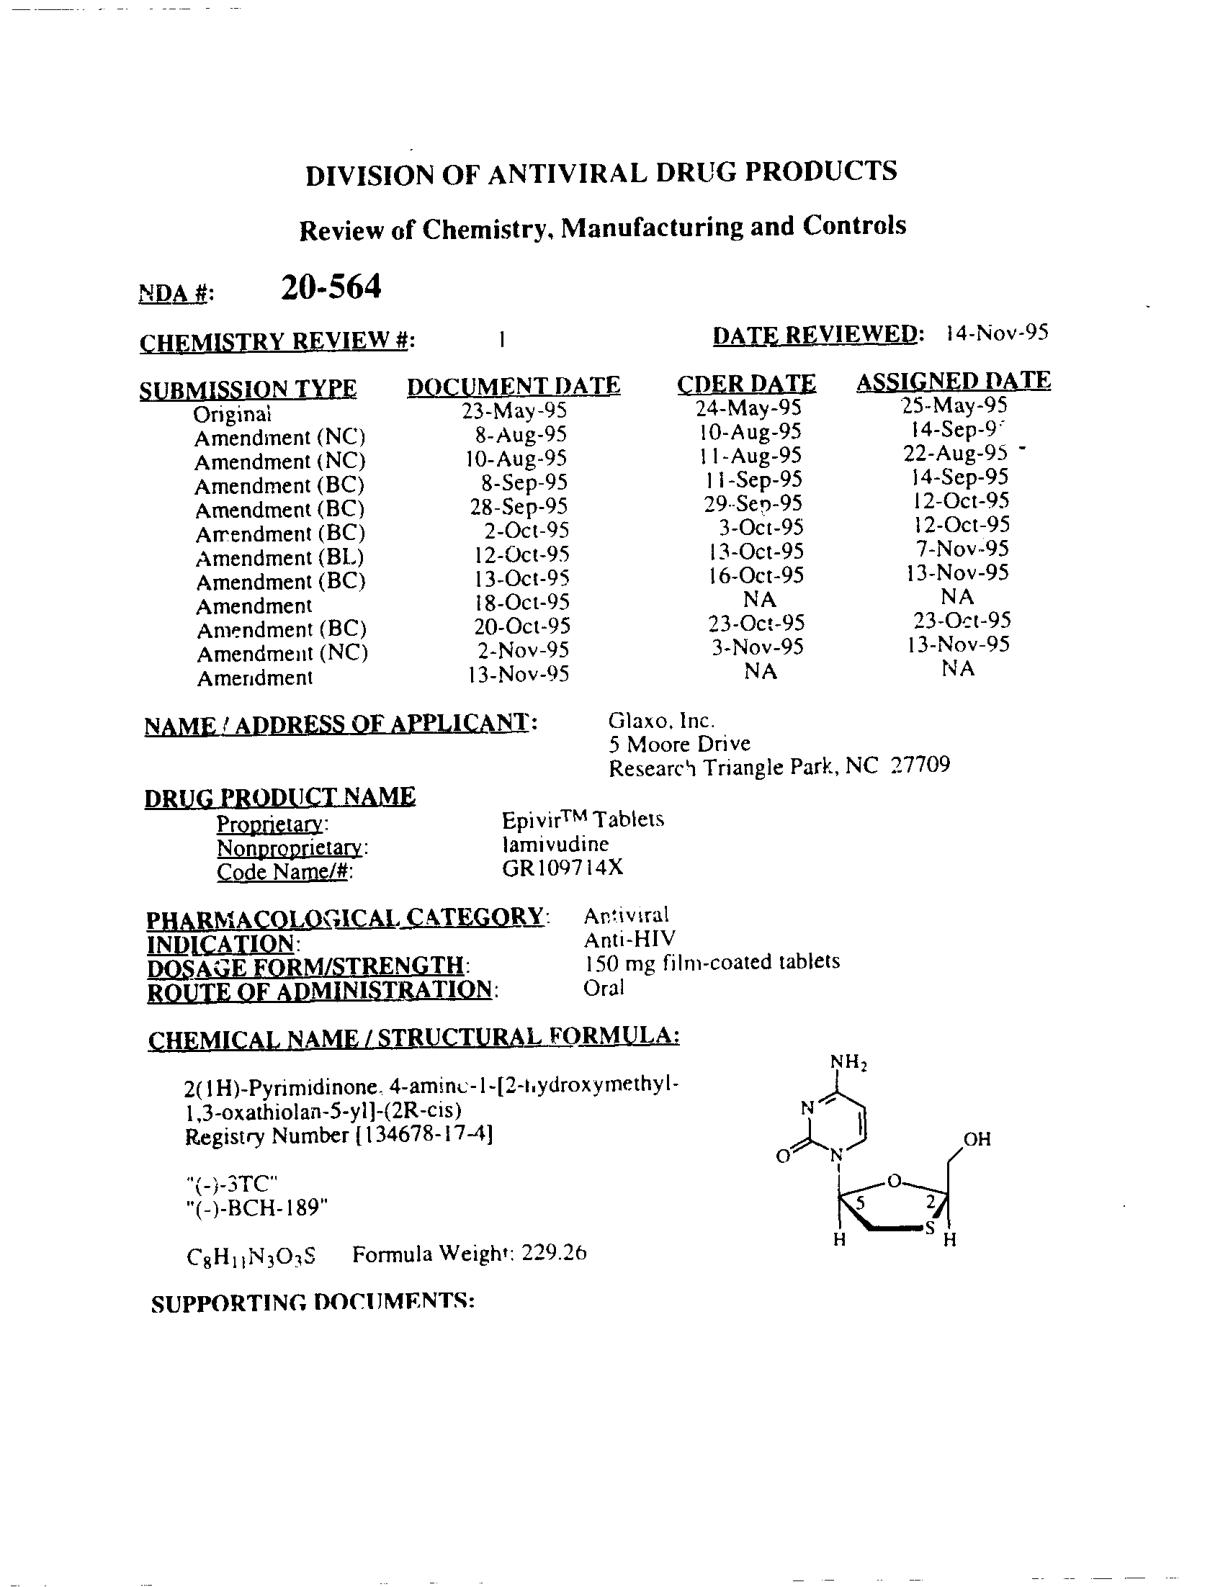 DIVISION OF ANTIVIRAL DRUG PRODUCTS
Review of Chemistry, Manufacturing and Controls
NDA #: 20-564
CHEMISTRY REVIEW #: 1 DATE REVIEWED: 14-Nov-95
SUBMISSION TYPE DOCUMENT DATE CDER DATE ASSIGNED DATE
Original 23-May-95 24-May-95 25-May-95
Amendment (NC) 8-Aug-95 10-Aug-95 14-Sep-9
Amendment (NC) 10-Aug-95 11-Aug-95 22-Aug-95
Amendment (BC) 8-Sep-95 11-Sep-95 14-Sep-95
Amendment (BC) 28-Sep-95 29-Sep-95 12-Oct-95
Amendment (BC) 2-Oct-95 3-Oct-95 12-Oct-95
Amendment (BL) 12-Oct-95 13-Oct-95 7-Nov-95
Amendment (BC) 13-Oct-95 16-Oct-95 13-Nov-95
Amendment 18-Oct-95 NA NA
Amendment (BC) 20-Oct-95 23-Oct-95 23-Oct-95
Amendment (NC) 2-Nov-95 3-Nov-95 13-Nov-95
Amendment 13-Nov-95 NA NA
NAME / ADDRESS OF APPLICANT: Glaxo, Inc.
5 Moore Drive
Research Triangle Park, NC 27709
DRUG PRODUCT NAME
Proprietary: Epivir™ Tablets
Nonproprietary: lamivudine
Code Name/#: GR109714X
PHARMACOLOGICAL CATEGORY: Antiviral
INDICATION: Anti-HIV
DOSAGE FORM/STRENGTH: 150 mg film-coated tablets
ROUTE OF ADMINISTRATION: Oral
CHEMICAL NAME / STRUCTURAL FORMULA:
2(1H)-Pyrimidinone, 4-amino-1-[2-hydroxymethyl-
1,3-oxathiolan-5-yl]-(2R-cis)
Registry Number [134678-17-4]
"(-)-3TC"
"(-)-BCH-189"
C₈H₁₁N₃O₃S Formula Weight: 229.26
NH₂
N
O N
OH
O
5 2
S
H H
SUPPORTING DOCUMENTS: